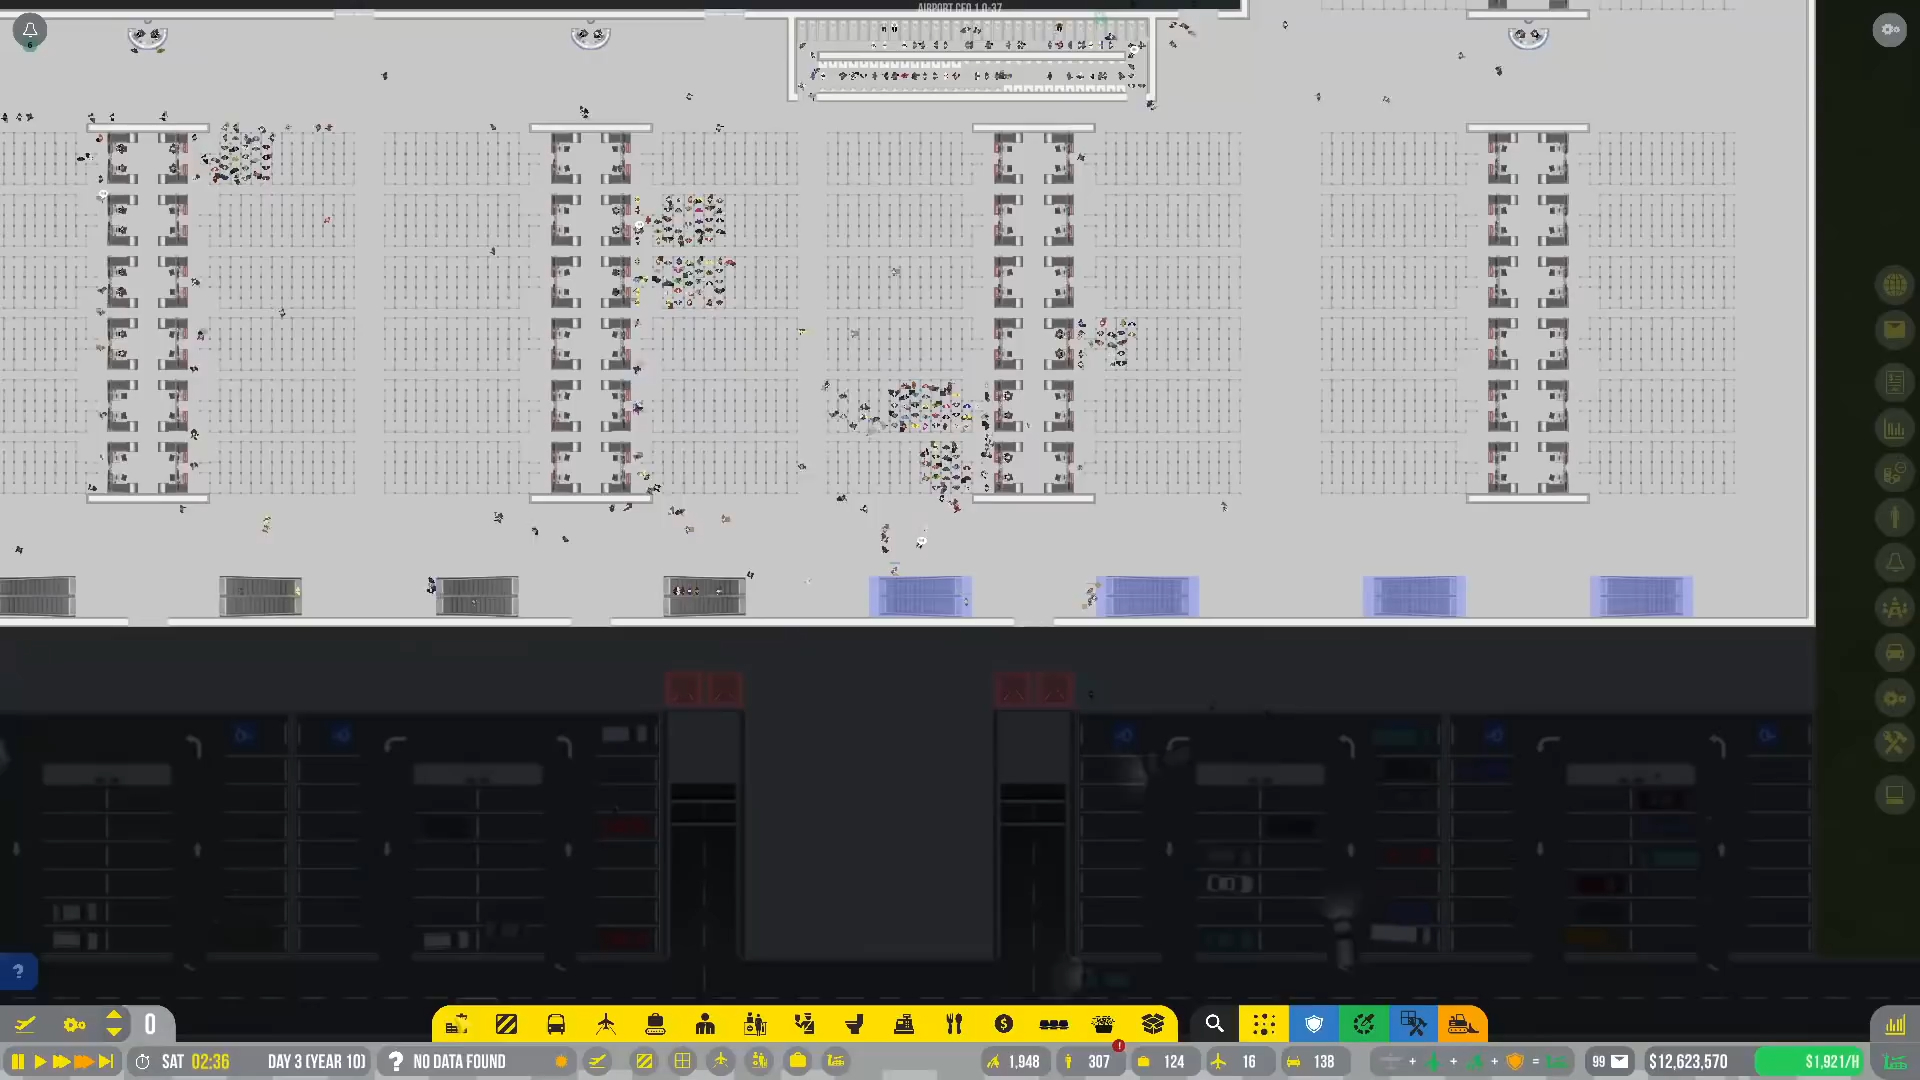 AIRPORT CEO 1.0-37
6
?
0
SAT 02:36 DAY 3 (YEAR 10) ? NO DATA FOUND 1,948 307 ! 124 16 138 + + + = 99 $12,623,570 $1,921/H